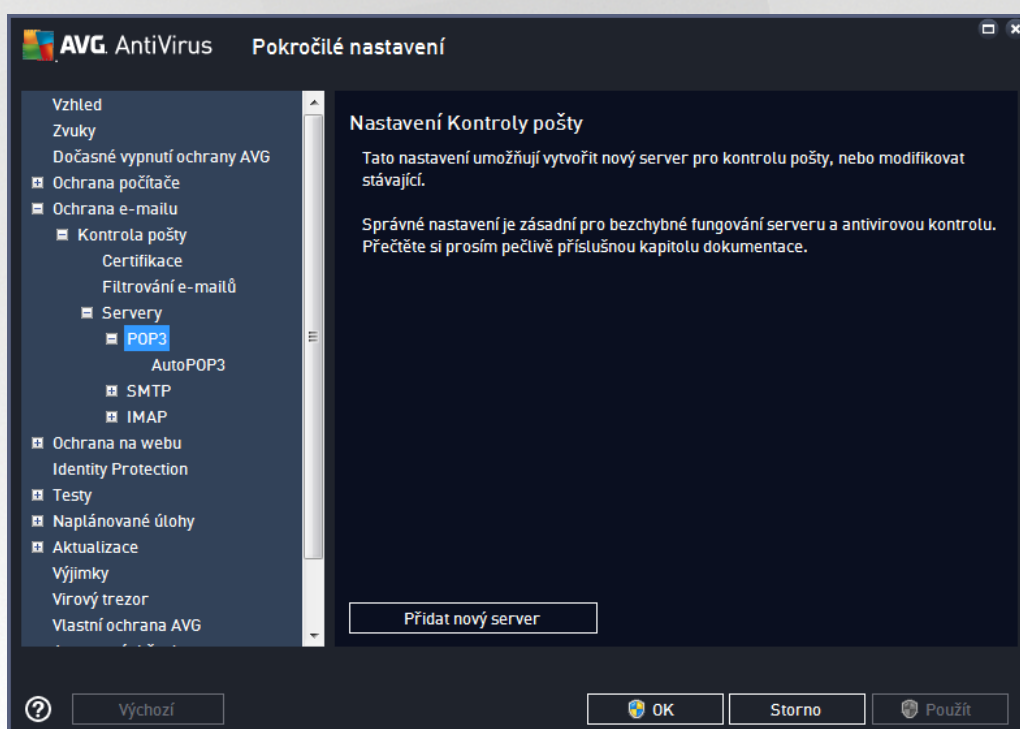 AVG. AntiVirus Pokročilé nastavení
Vzhled
Zvuky
Dočasné vypnutí ochrany AVG
Ochrana počítače
Ochrana e-mailu
Kontrola pošty
Certifikace
Filtrování e-mailů
Servery
POP3
AutoPOP3
SMTP
IMAP
Ochrana na webu
Identity Protection
Testy
Naplánované úlohy
Aktualizace
Výjimky
Virový trezor
Vlastní ochrana AVG
Nastavení Kontroly pošty
Tato nastavení umožňují vytvořit nový server pro kontrolu pošty, nebo modifikovat
stávající.
Správné nastavení je zásadní pro bezchybné fungování serveru a antivirovou kontrolu.
Přečtěte si prosím pečlivě příslušnou kapitolu dokumentace.
Přidat nový server
? Výchozí OK Storno Použít